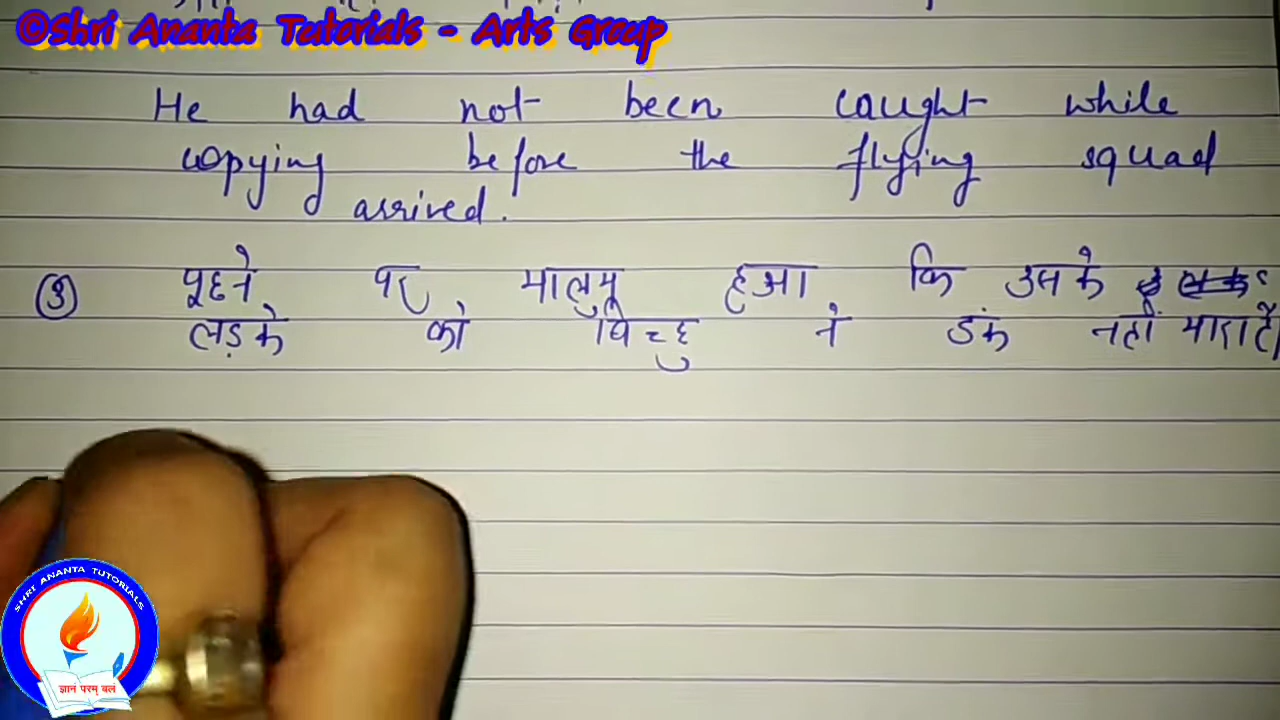 ©Shri Ananta Tutorials - Arts Group
He had not been caught while
copying before the flying squad
arrived.
(3) पूछने पर मालुम हुआ कि उसके
लड़के को बिच्छु ने डंक नहीं मारा है।
SHRI ANANTA TUTORIALS
ज्ञानं परम् बलं